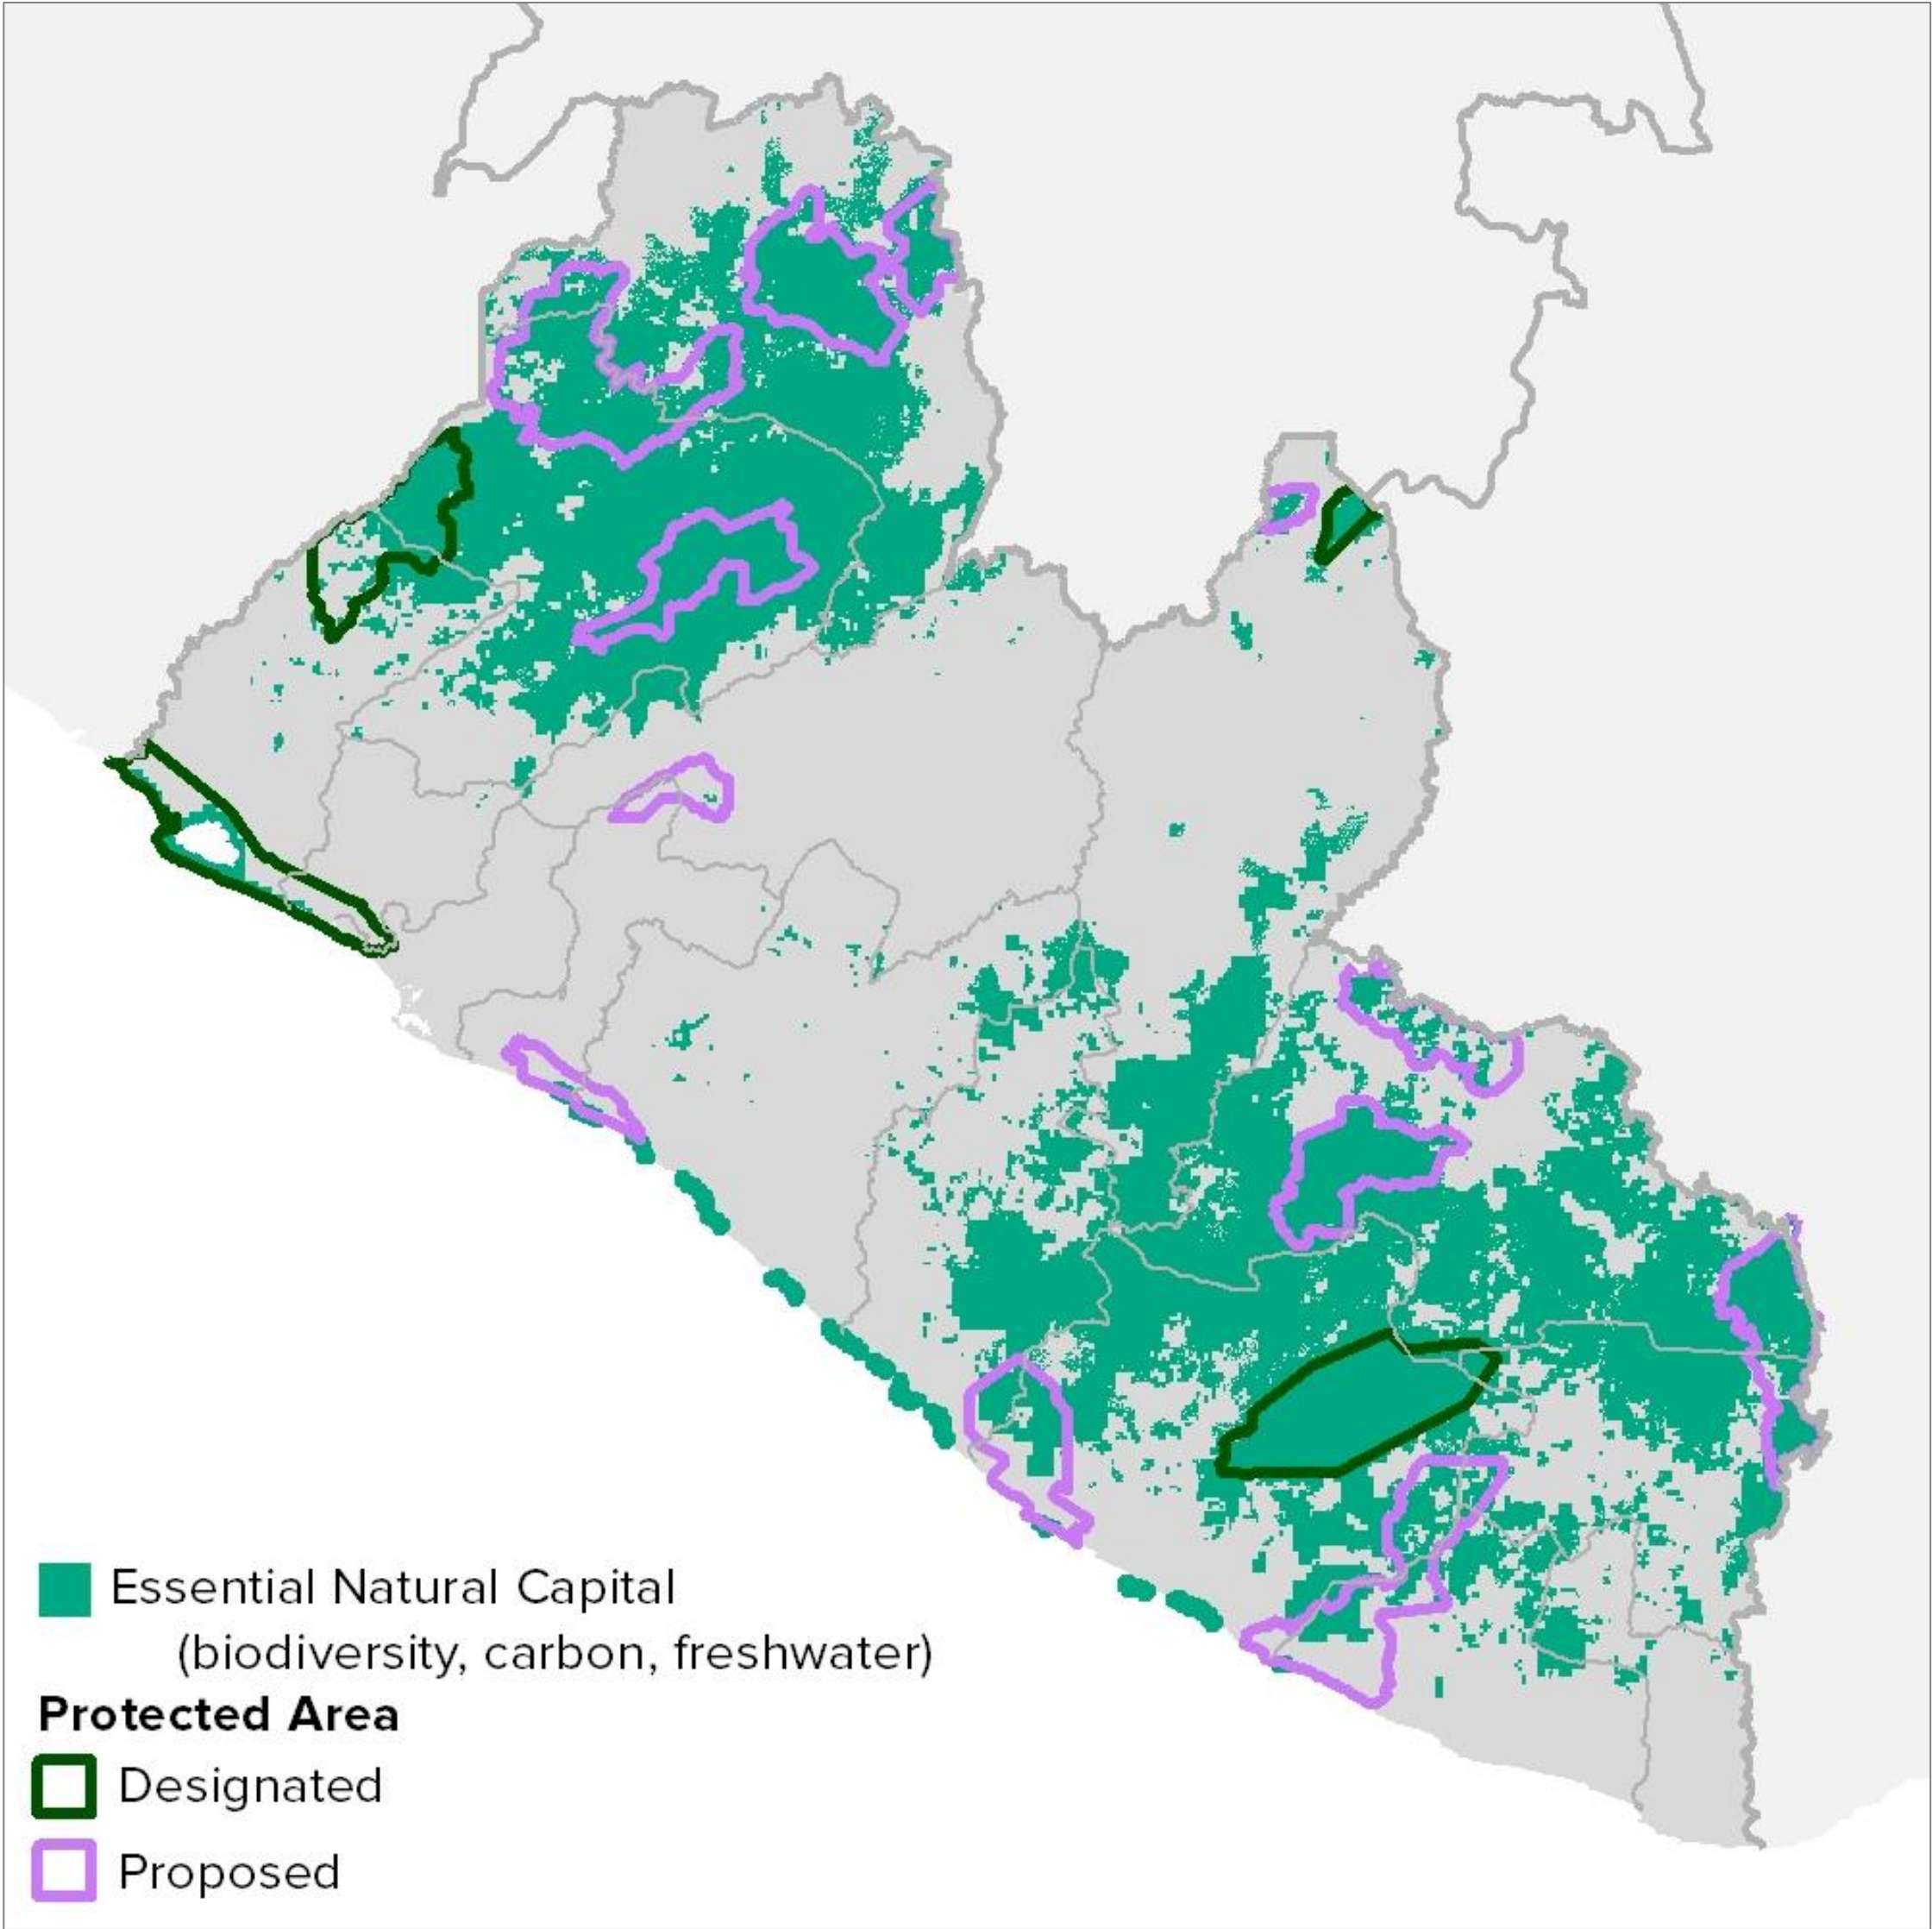 Essential Natural Capital
(biodiversity, carbon, freshwater)
Protected Area
Designated
Proposed